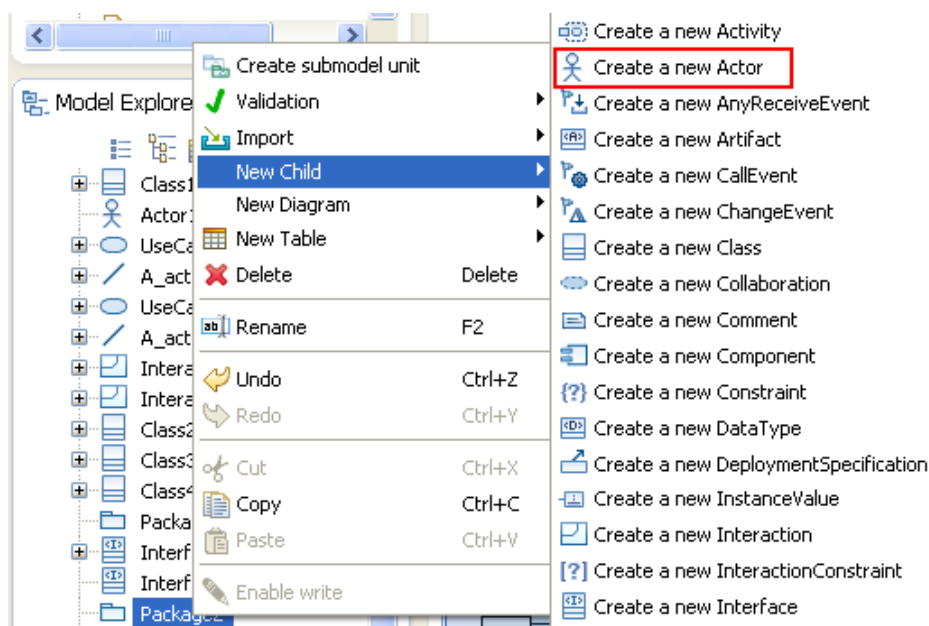 Model Explore
Class1
Actor1
UseCa
A_act
UseCa
A_act
Intera
Intera
Class2
Class3
Class4
Packa
Interf
Interf
Package2
Create submodel unit
Validation
Import
New Child
New Diagram
New Table
Delete Delete
Rename F2
Undo Ctrl+Z
Redo Ctrl+Y
Cut Ctrl+X
Copy Ctrl+C
Paste Ctrl+V
Enable write
Create a new Activity
Create a new Actor
Create a new AnyReceiveEvent
Create a new Artifact
Create a new CallEvent
Create a new ChangeEvent
Create a new Class
Create a new Collaboration
Create a new Comment
Create a new Component
{?} Create a new Constraint
Create a new DataType
Create a new DeploymentSpecification
Create a new InstanceValue
Create a new Interaction
[?] Create a new InteractionConstraint
Create a new Interface